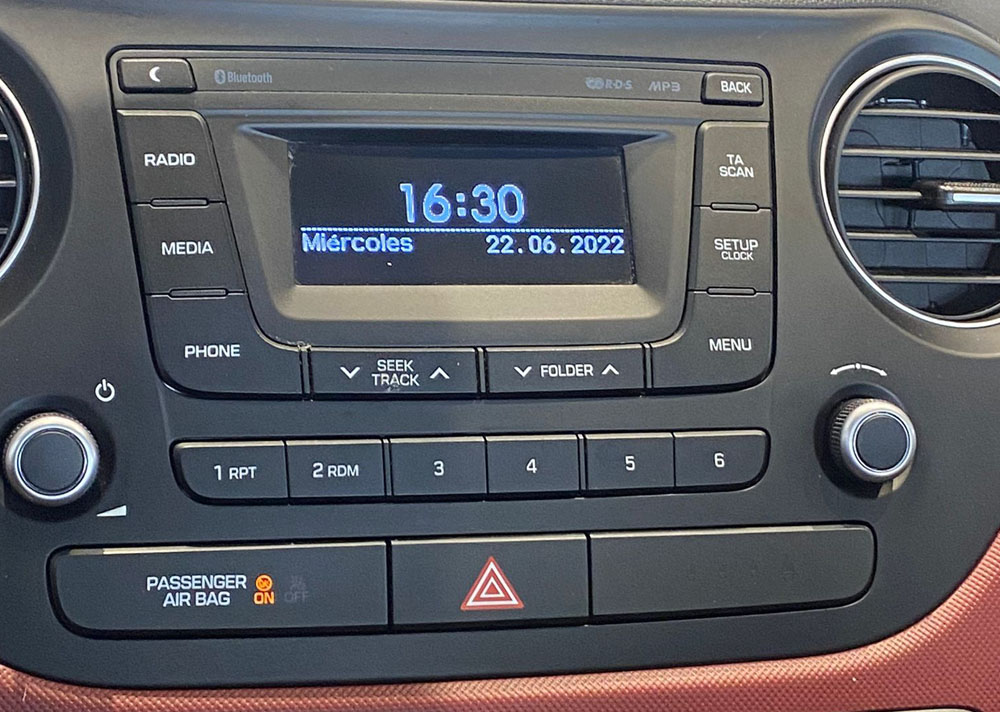 Bluetooth
R·D·S MP3
BACK
RADIO
TA
SCAN
16:30
Miércoles 22.06.2022
MEDIA
SETUP
CLOCK
PHONE
SEEK
TRACK
FOLDER
MENU
1 RPT
2 RDM
3
4
5
6
PASSENGER
AIR BAG
ON
OFF